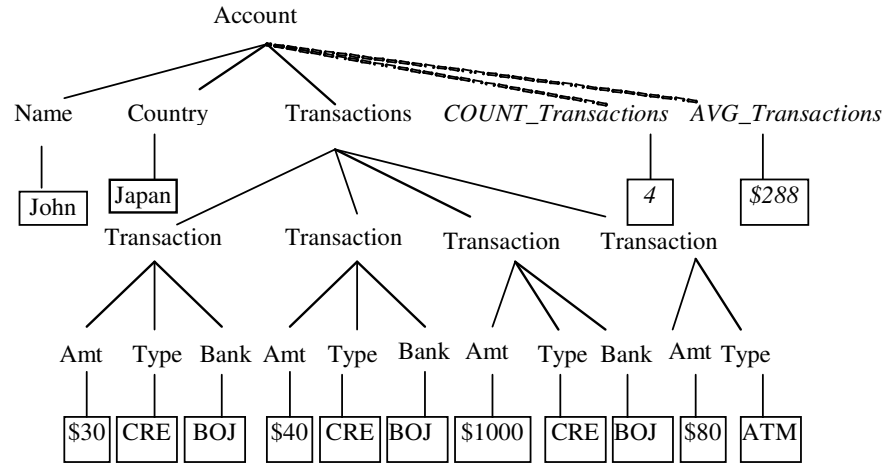 Account
Name Country Transactions COUNT_Transactions AVG_Transactions
John Japan 4 $288
Transaction Transaction Transaction Transaction
Amt Type Bank Amt Type Bank Amt Type Bank Amt Type
$30 CRE BOJ $40 CRE BOJ $1000 CRE BOJ $80 ATM